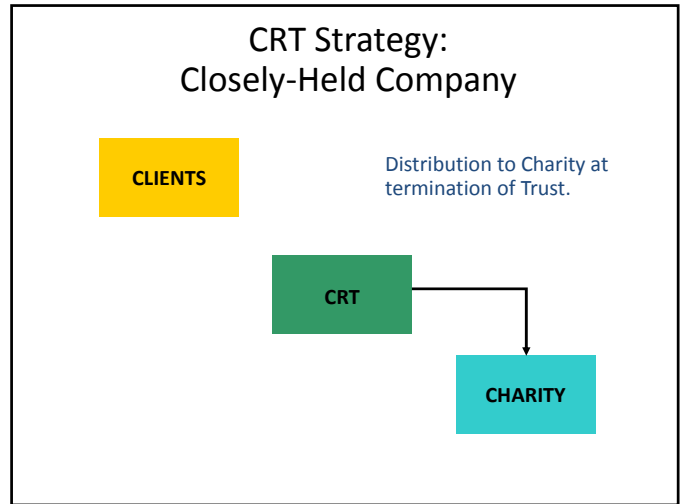 CRT Strategy:
Closely-Held Company
CLIENTS
Distribution to Charity at
termination of Trust.
CRT
CHARITY